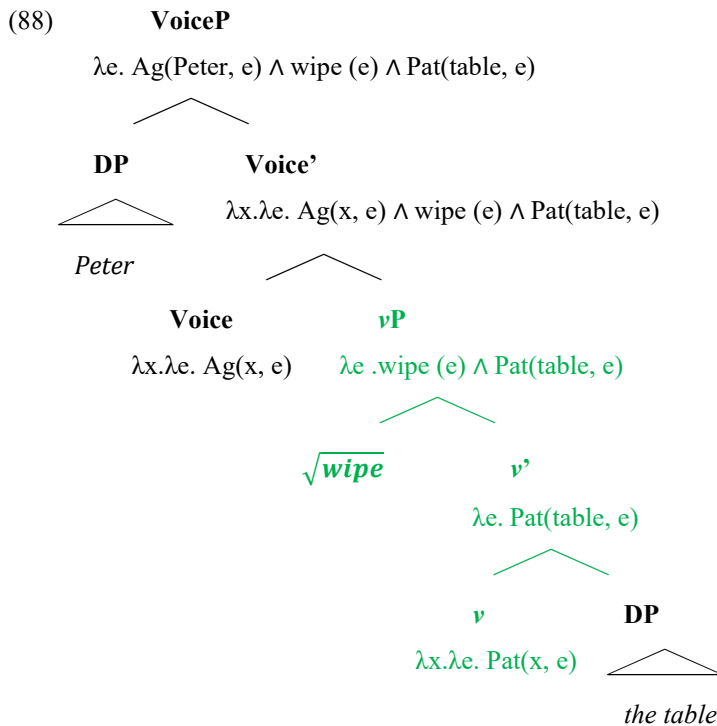 (88) VoiceP
λe. Ag(Peter, e) ∧ wipe (e) ∧ Pat(table, e)
DP Voice’
λx.λe. Ag(x, e) ∧ wipe (e) ∧ Pat(table, e)
Peter
Voice vP
λx.λe. Ag(x, e) λe .wipe (e) ∧ Pat(table, e)
√wipe v’
λe. Pat(table, e)
v DP
λx.λe. Pat(x, e)
the table